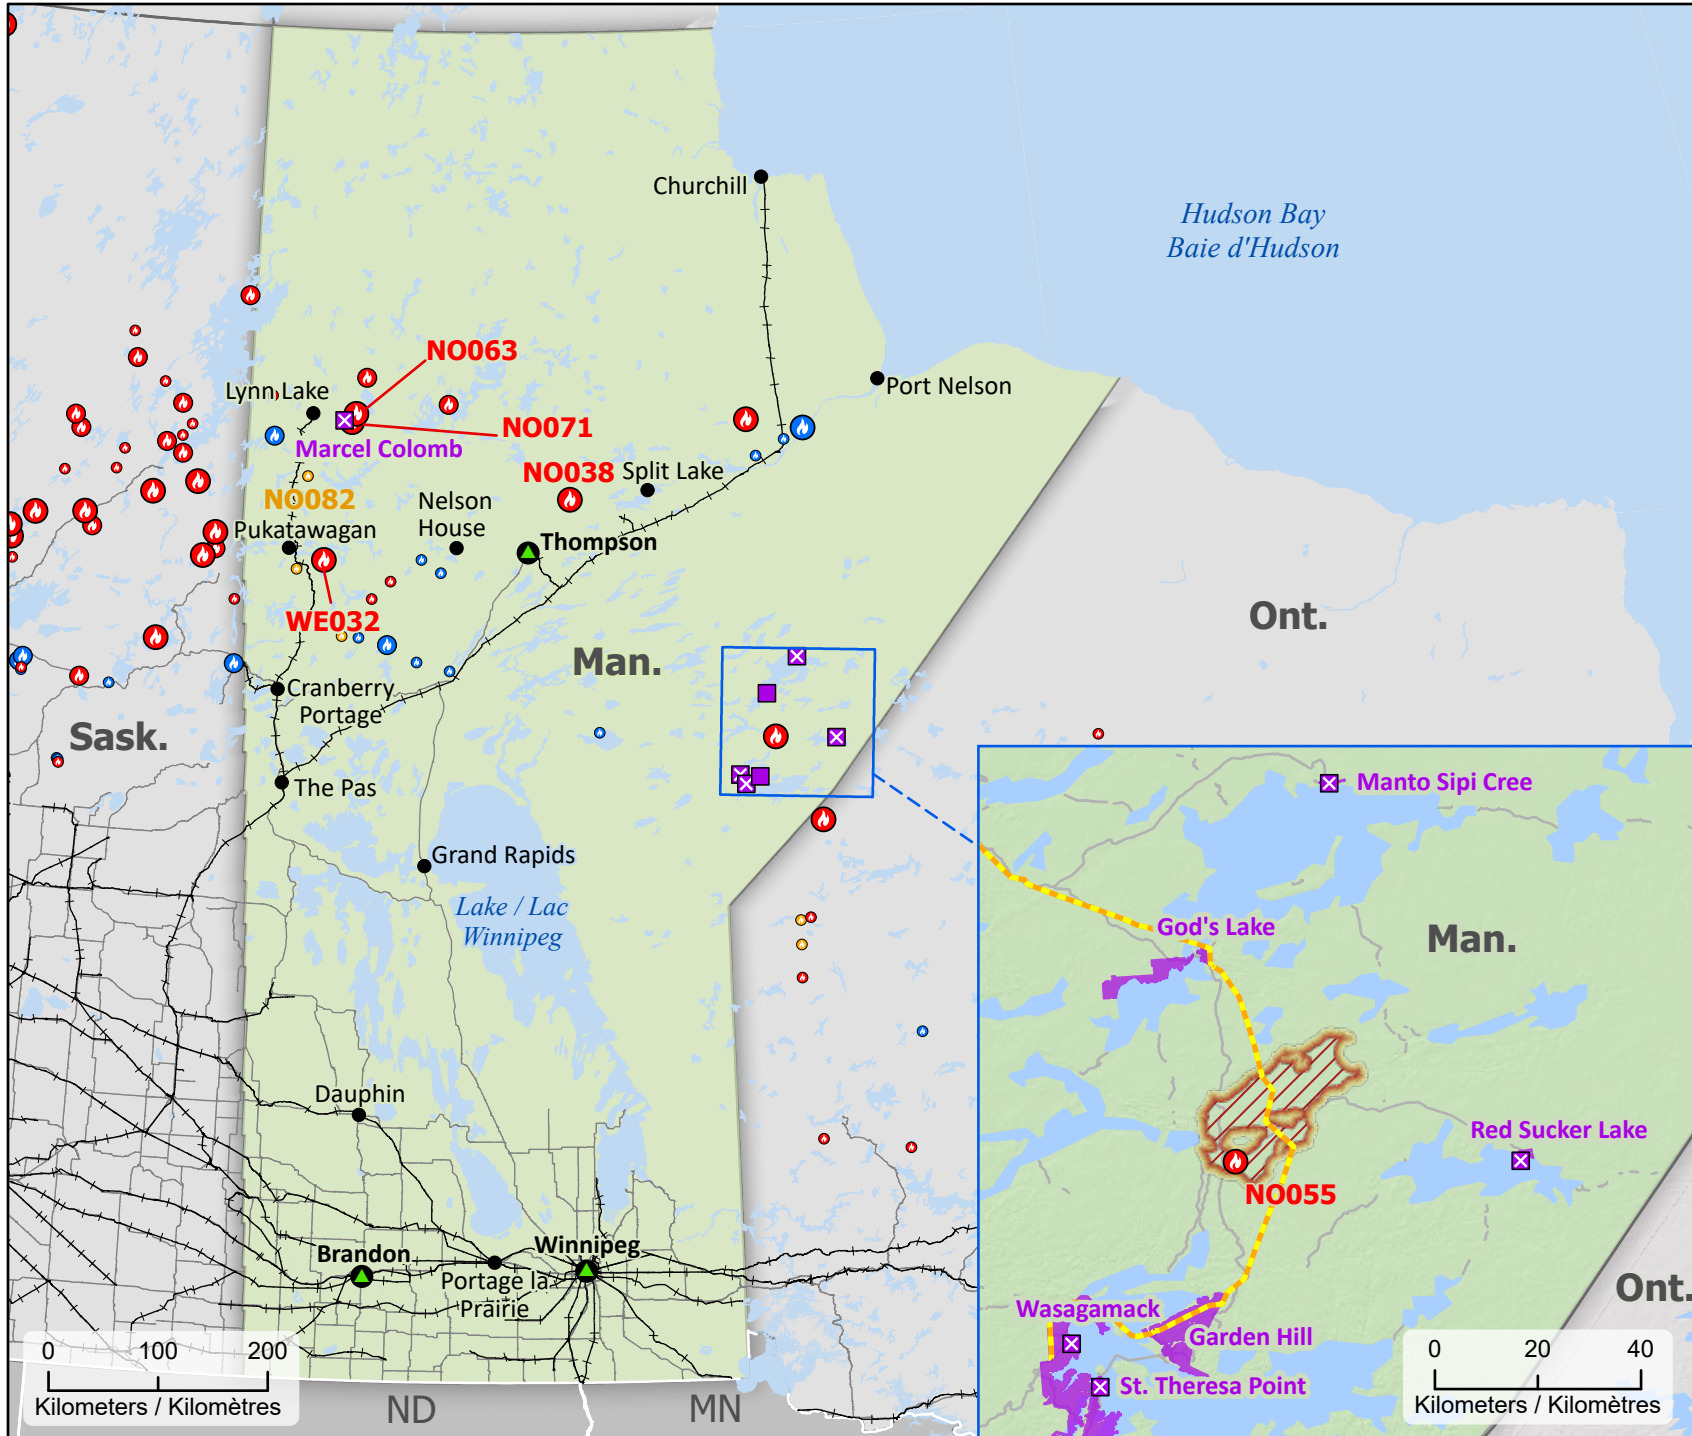 Churchill
Hudson Bay
Baie d'Hudson
NO063
Port Nelson
Lynn Lake
NO071
Marcel Colomb
NO038
Split Lake
NO082
Nelson
House
Pukatawagan
Thompson
WE032
Ont.
Man.
Cranberry
Portage
Sask.
The Pas
Manto Sipi Cree
Grand Rapids
Lake / Lac
Winnipeg
God's Lake
Man.
Dauphin
Red Sucker Lake
NO055
Brandon
Winnipeg
Portage la
Prairie
Ont.
Wasagamack
Garden Hill
St. Theresa Point
0 100 200
Kilometers / Kilomètres
ND
MN
0 20 40
Kilometers / Kilomètres